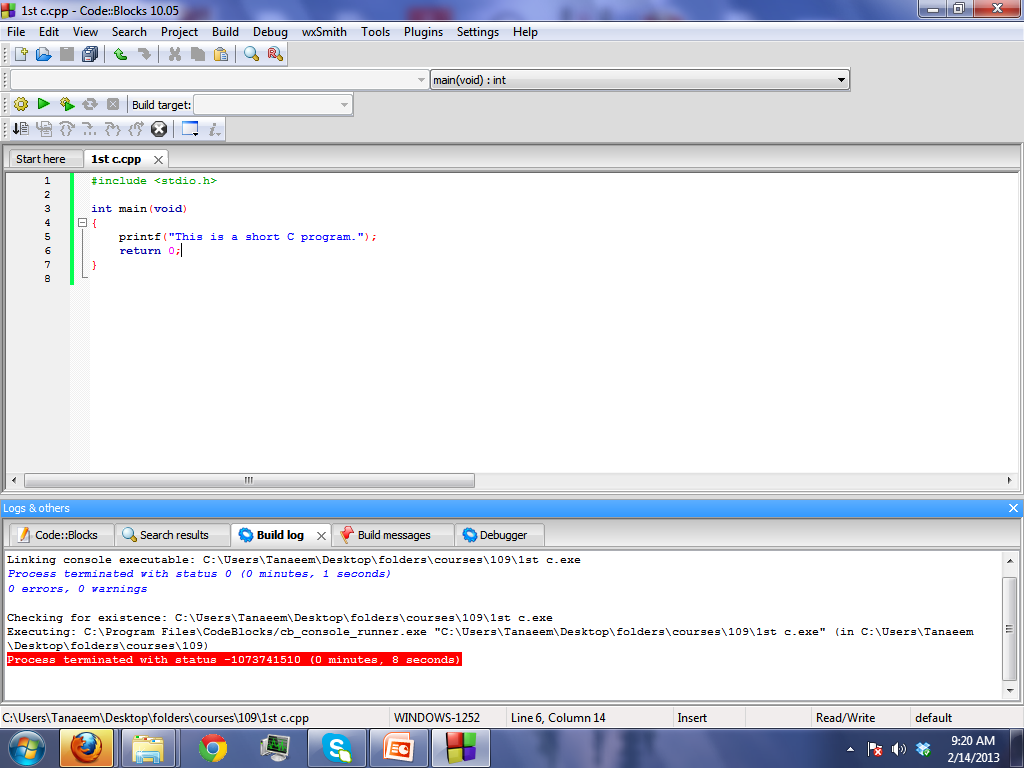 1st c.cpp - Code::Blocks 10.05
File Edit View Search Project Build Debug wxSmith Tools Plugins Settings Help
main(void) : int
Build target:
Start here 1st c.cpp
1 #include <stdio.h>
2
3 int main(void)
4 {
5 printf("This is a short C program.");
6 return 0;
7 }
8
Logs & others
Code::Blocks Search results Build log Build messages Debugger
Linking console executable: C:\Users\Tanaeem\Desktop\folders\courses\109\1st c.exe
Process terminated with status 0 (0 minutes, 1 seconds)
0 errors, 0 warnings
Checking for existence: C:\Users\Tanaeem\Desktop\folders\courses\109\1st c.exe
Executing: C:\Program Files\CodeBlocks/cb_console_runner.exe "C:\Users\Tanaeem\Desktop\folders\courses\109\1st c.exe" (in C:\Users\Tanaeem
\Desktop\folders\courses\109)
Process terminated with status -1073741510 (0 minutes, 8 seconds)
C:\Users\Tanaeem\Desktop\folders\courses\109\1st c.cpp WINDOWS-1252 Line 6, Column 14 Insert Read/Write default
9:20 AM
2/14/2013